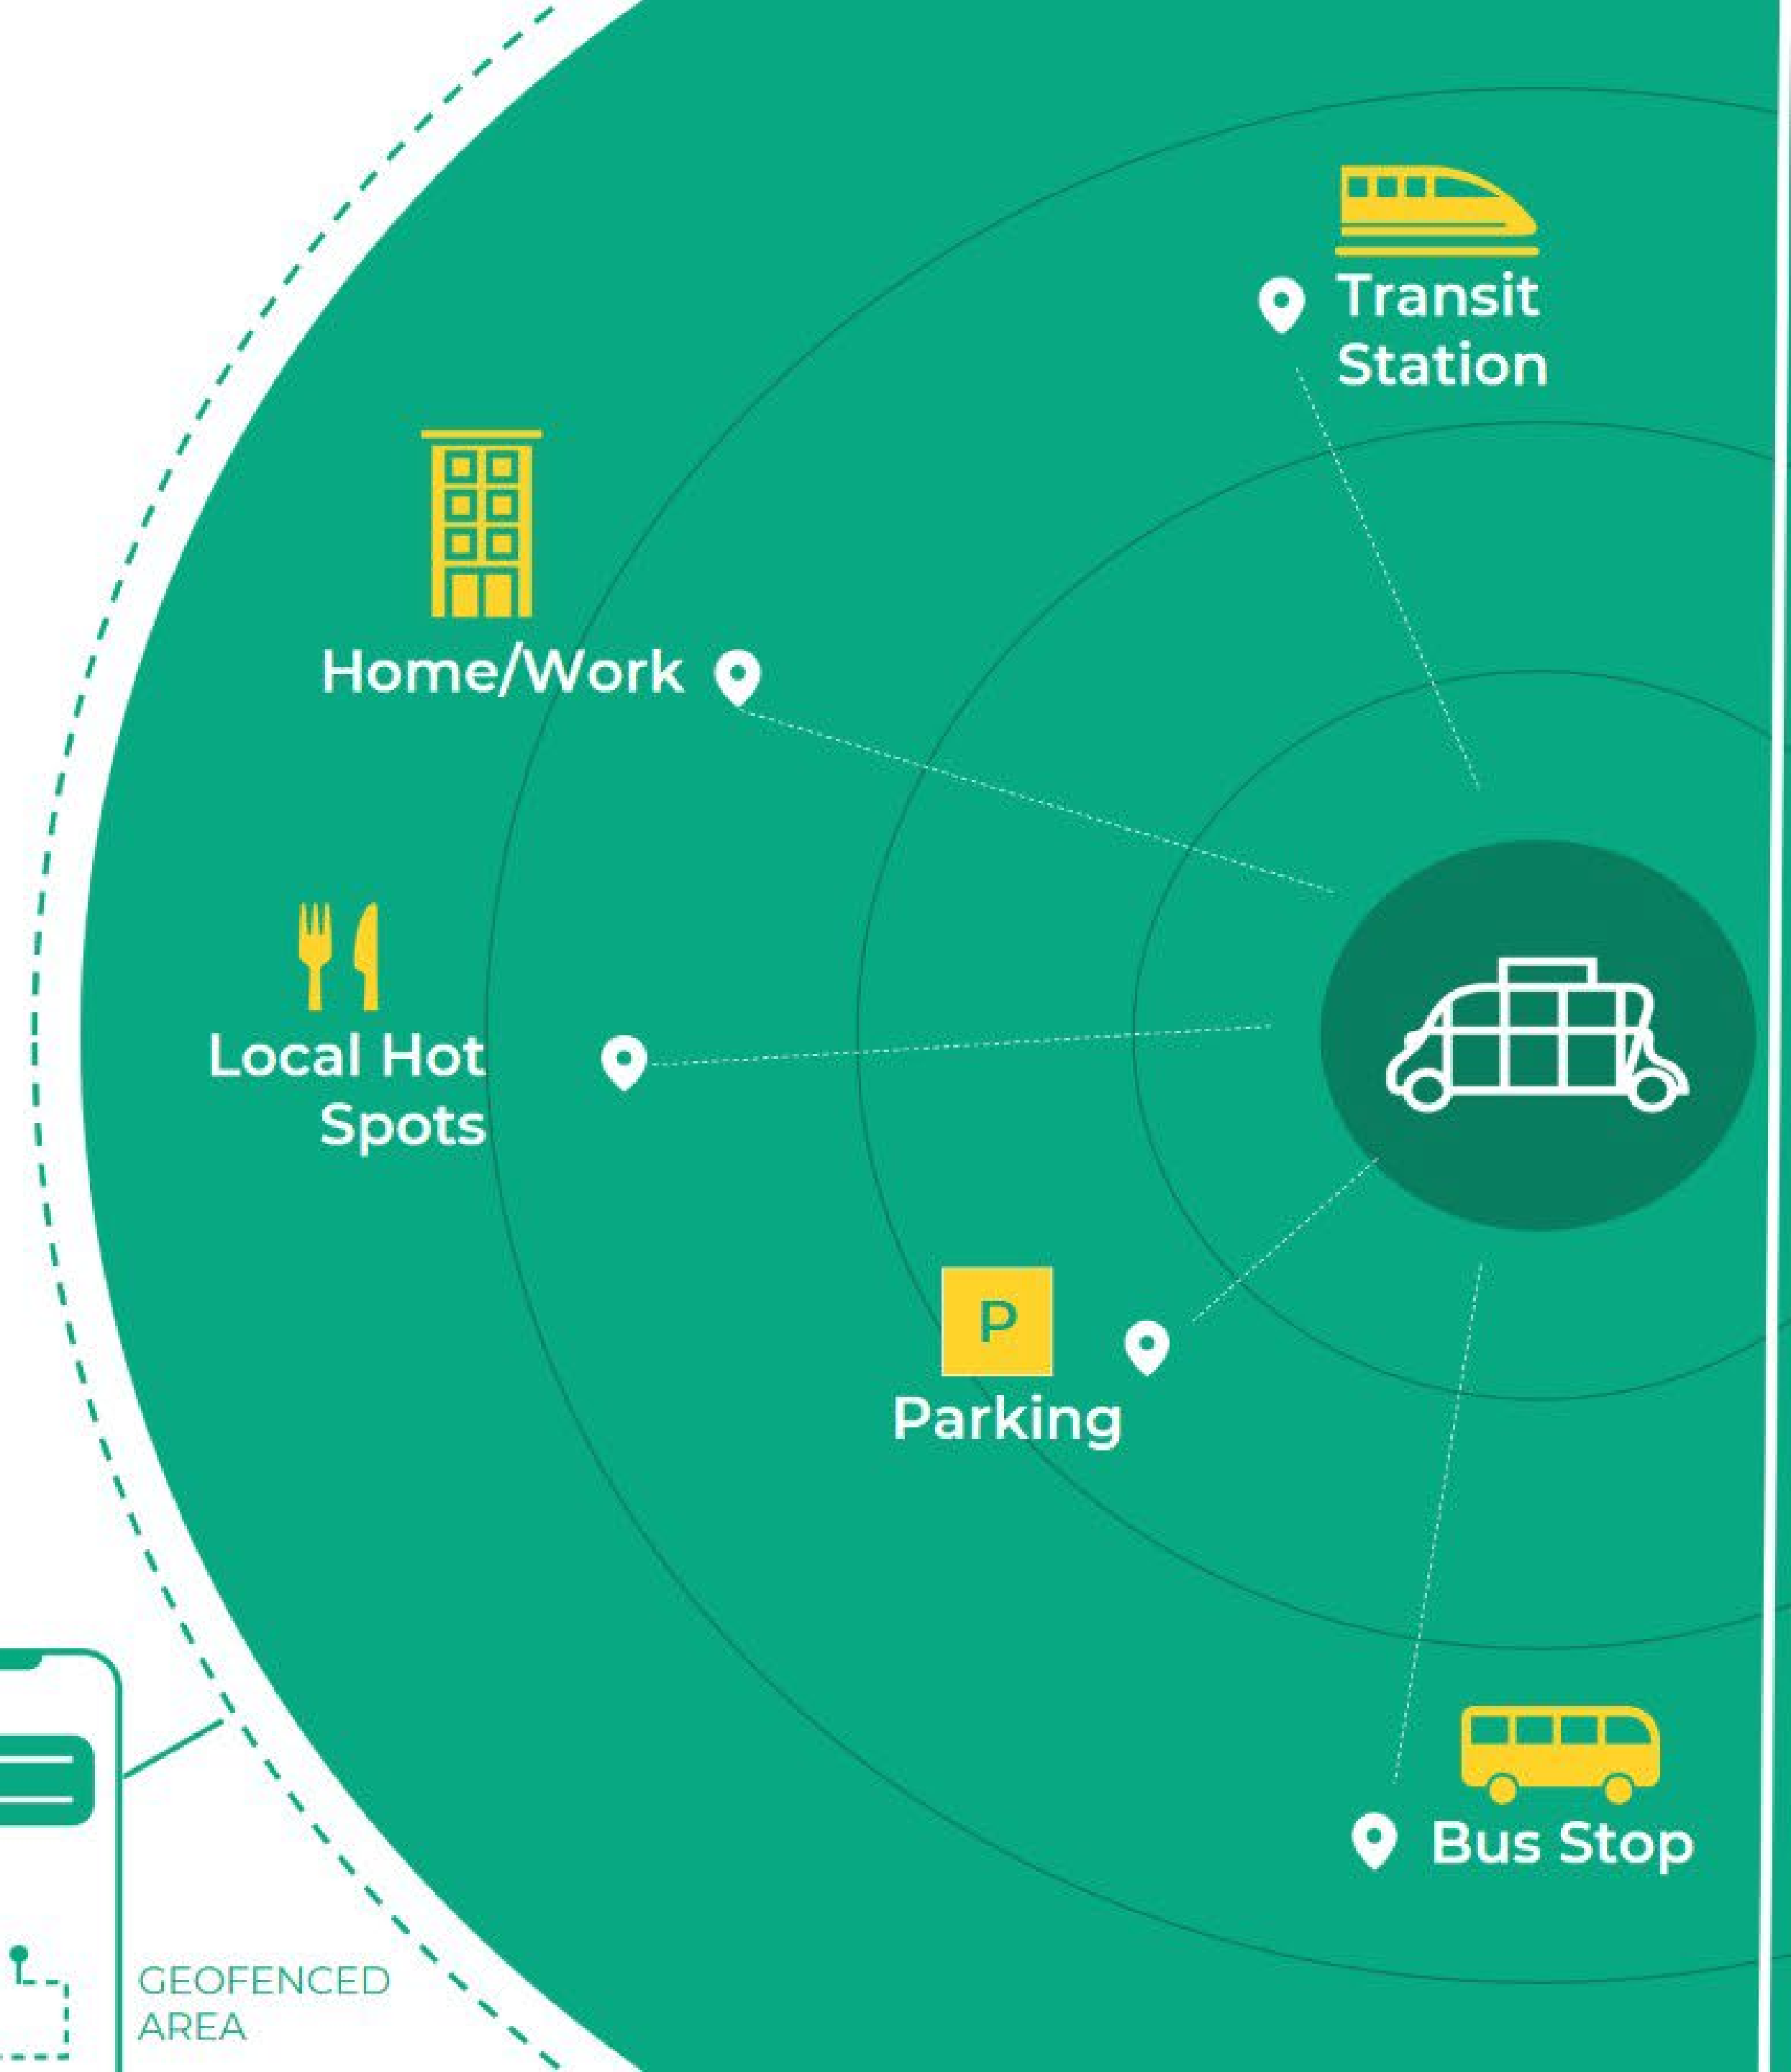 Transit
Station
Home/Work
Local Hot
Spots
P
Parking
Bus Stop
GEOFENCED
AREA